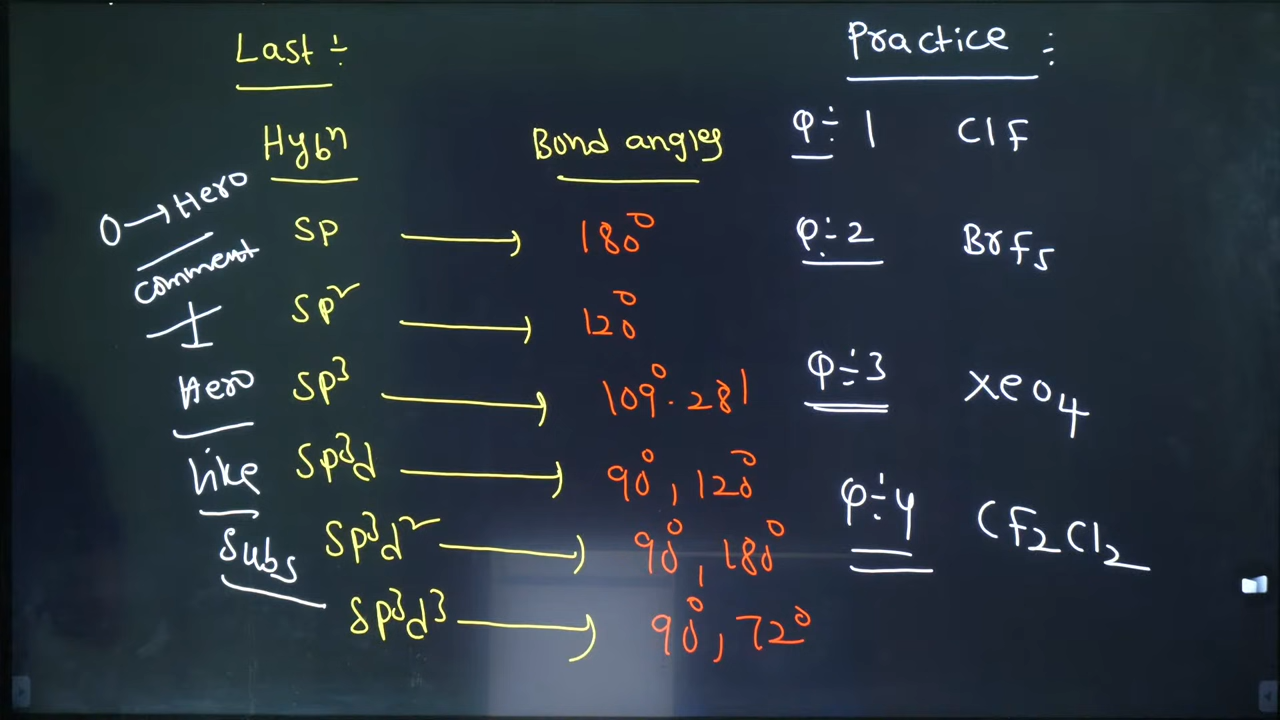 Last ÷
Hybⁿ
Bond angles
0 → Hero
comment
Hero
Like
Subs
SP → 180°
SP² → 120°
SP³ → 109°.281
SP³d → 90°, 120°
SP³d² → 90°, 180°
SP³d³ → 90°, 72°
Practice :
Q÷1 ClF
Q÷2 BrF₅
Q÷3 XeO₄
Q÷4 CF₂Cl₂